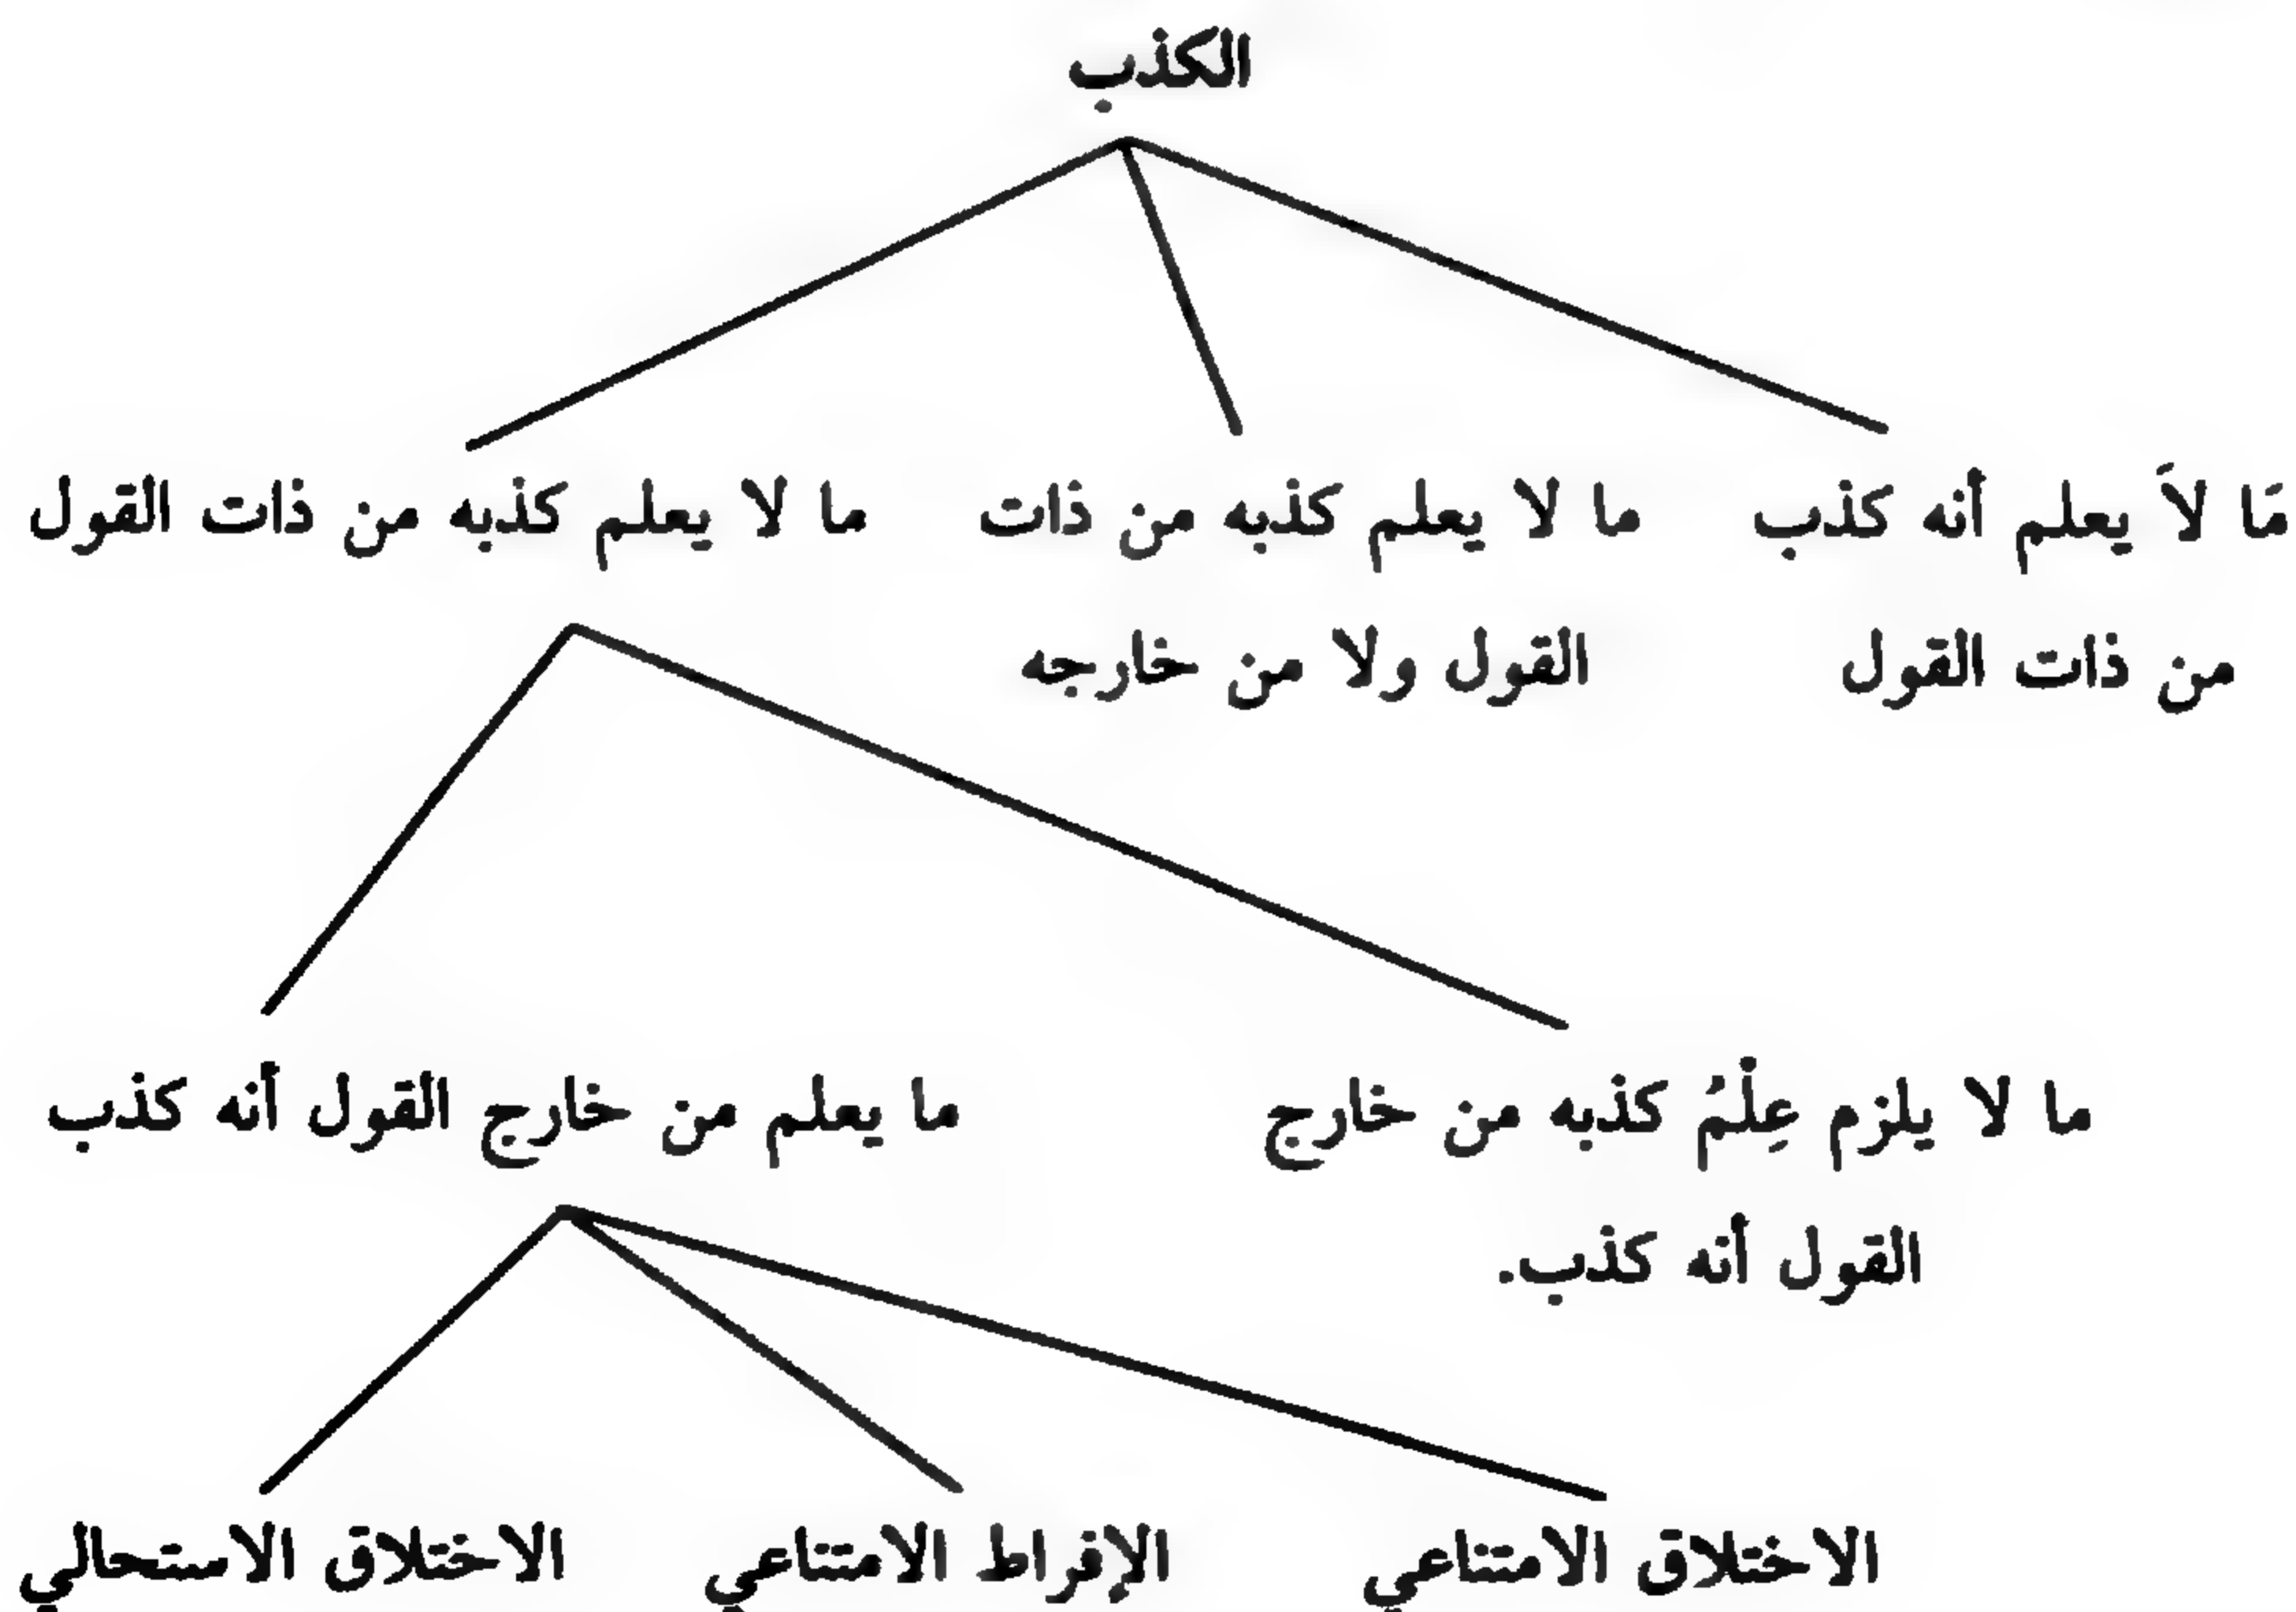 الكذب
مَا لاَ يعلم أنه كذب
من ذات القول
ما لا يعلم كذبه من ذات
القول ولا من خارجه
ما لا يعلم كذبه من ذات القول
ما لا يلزم عِلْمُ كذبه من خارج
القول أنه كذب.
ما يعلم من خارج القول أنه كذب
الاختلاق الامتناعي
الإفراط الامتناعي
الاختلاق الاستحالي